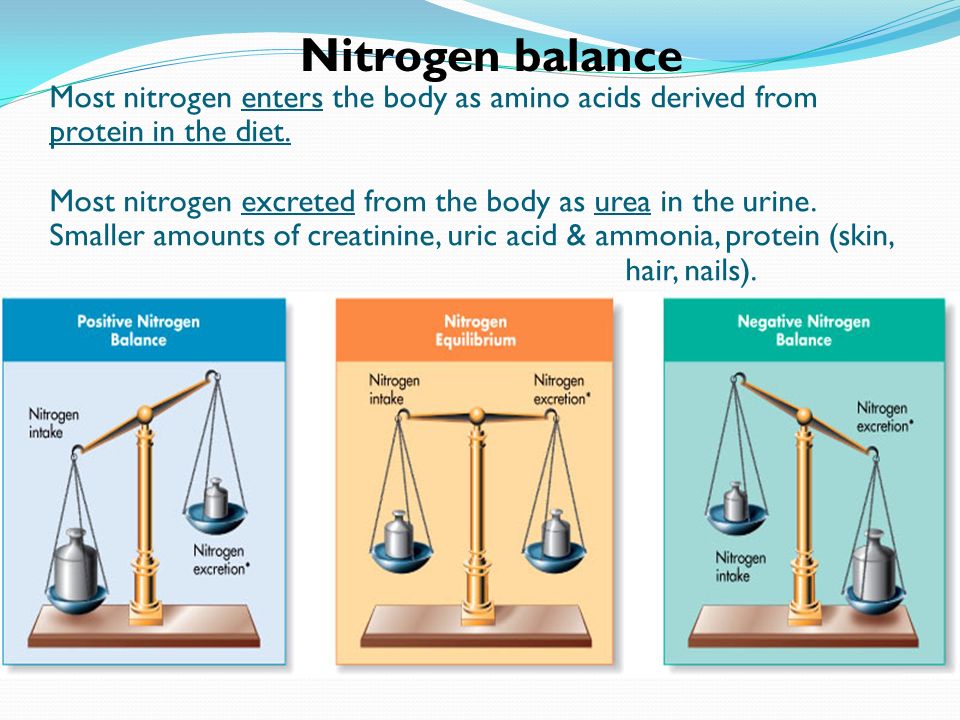 Nitrogen balance
Most nitrogen enters the body as amino acids derived from
protein in the diet.
Most nitrogen excreted from the body as urea in the urine.
Smaller amounts of creatinine, uric acid & ammonia, protein (skin,
hair, nails).
Positive Nitrogen
Balance
Nitrogen
intake
Nitrogen
excretion*
Nitrogen
Equilibrium
Nitrogen
intake
Nitrogen
excretion*
Negative Nitrogen
Balance
Nitrogen
excretion*
Nitrogen
intake